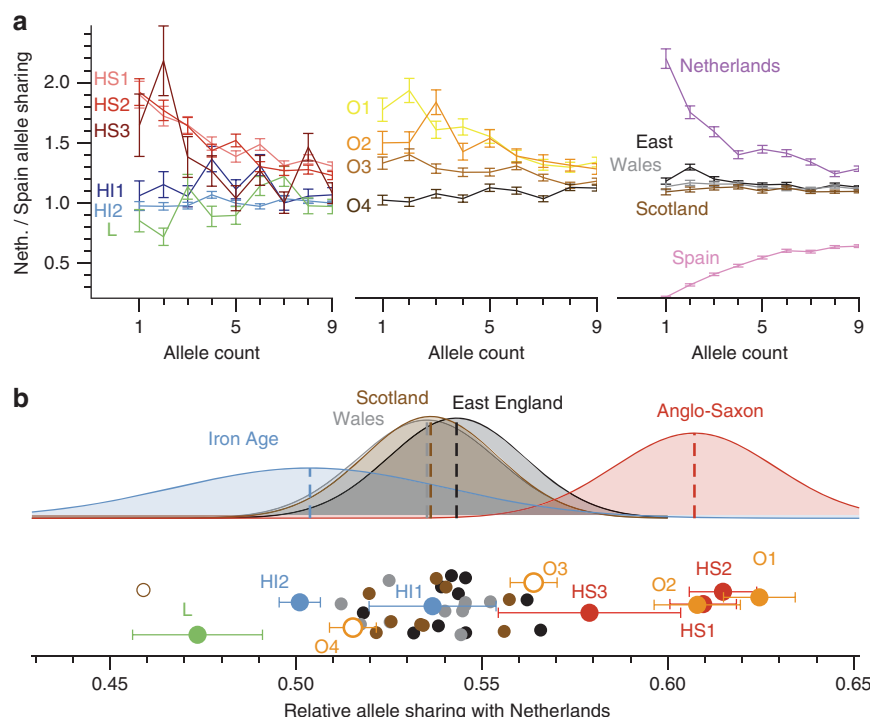 a
Neth. / Spain allele sharing
2.0
1.5
1.0
0.5
HS1
HS2
HS3
HI1
HI2
L
1 5 9
Allele count
O1
O2
O3
O4
1 5 9
Allele count
Netherlands
East
Wales
Scotland
Spain
1 5 9
Allele count
b
Iron Age
Scotland
Wales
East England
Anglo-Saxon
L
HI2
O4
HI1
O3
HS3
O2
HS2
HS1
O1
0.45 0.50 0.55 0.60 0.65
Relative allele sharing with Netherlands